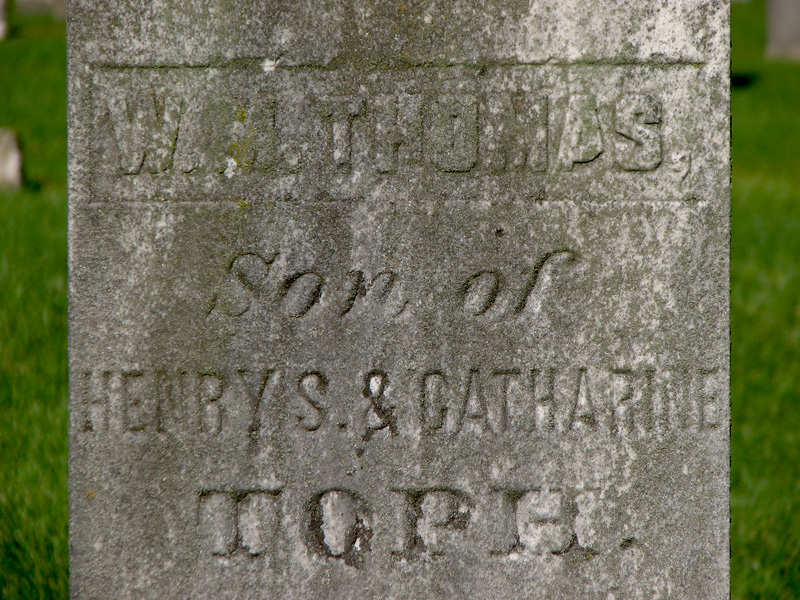 W.M. THOMAS,
Son of
HENRY S. & CATHARINE
TOPH.